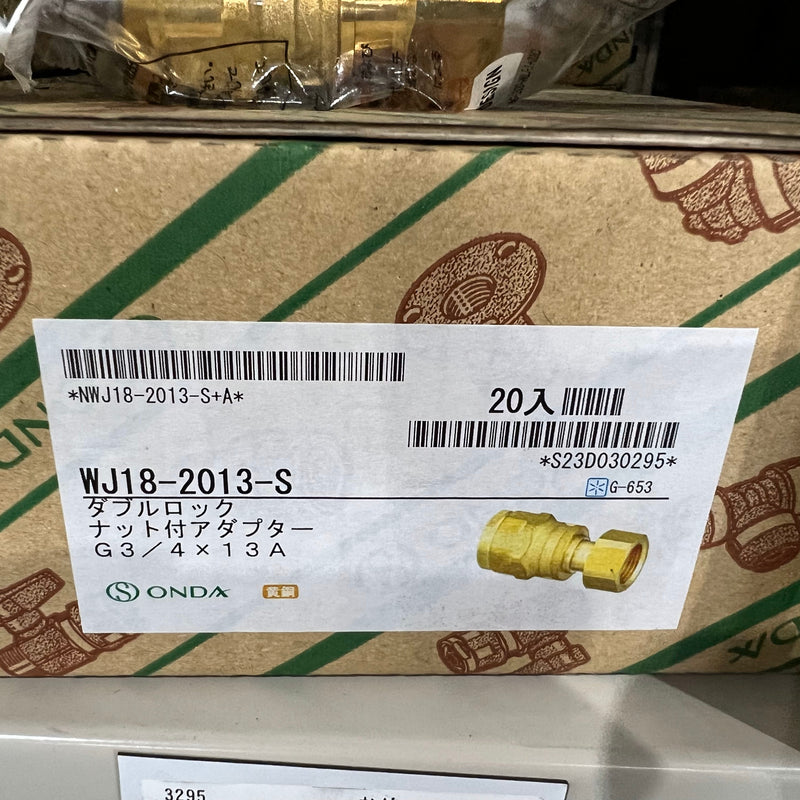 ONDA
*NWJ18-2013-S+A*
20入
*S23D030295*
WJ18-2013-S
G-653
ダブルロック
ナット付アダプター
G3/4×13A
S ONDA
黄銅
3295